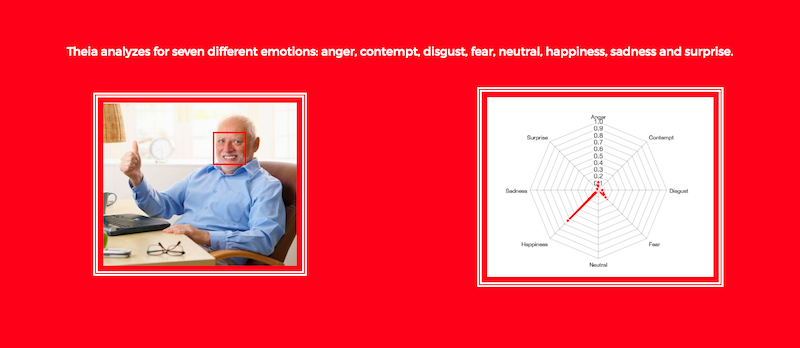 Theia analyzes for seven different emotions: anger, contempt, disgust, fear, neutral, happiness, sadness and surprise.
Anger
1.0
0.9
0.8
0.7
0.6
0.5
0.4
0.3
0.2
0.1
Surprise
Contempt
Sadness
Disgust
Happiness
Fear
Neutral